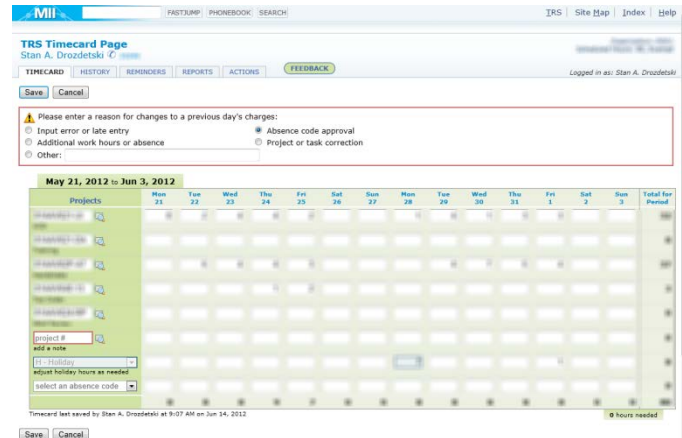 MII FASTJUMP PHONEBOOK SEARCH TRS Site Map Index Help
TRS Timecard Page
Stan A. Drozdetski
TIMECARD HISTORY REMINDERS REPORTS ACTIONS FEEDBACK Logged in as: Stan A. Drozdetski
Save Cancel
Please enter a reason for changes to a previous day's charges:
Input error or late entry Absence code approval
Additional work hours or absence Project or task correction
Other:
May 21, 2012 to Jun 3, 2012
Projects Mon 21 Tue 22 Wed 23 Thu 24 Fri 25 Sat 26 Sun 27 Mon 28 Tue 29 Wed 30 Thu 31 Fri 1 Sat 2 Sun 3 Total for Period
project #
add a note
H - Holiday
adjust holiday hours as needed
select an absence code
Timecard last saved by Stan A. Drozdetski at 9:07 AM on Jun 14, 2012 0 hours needed
Save Cancel